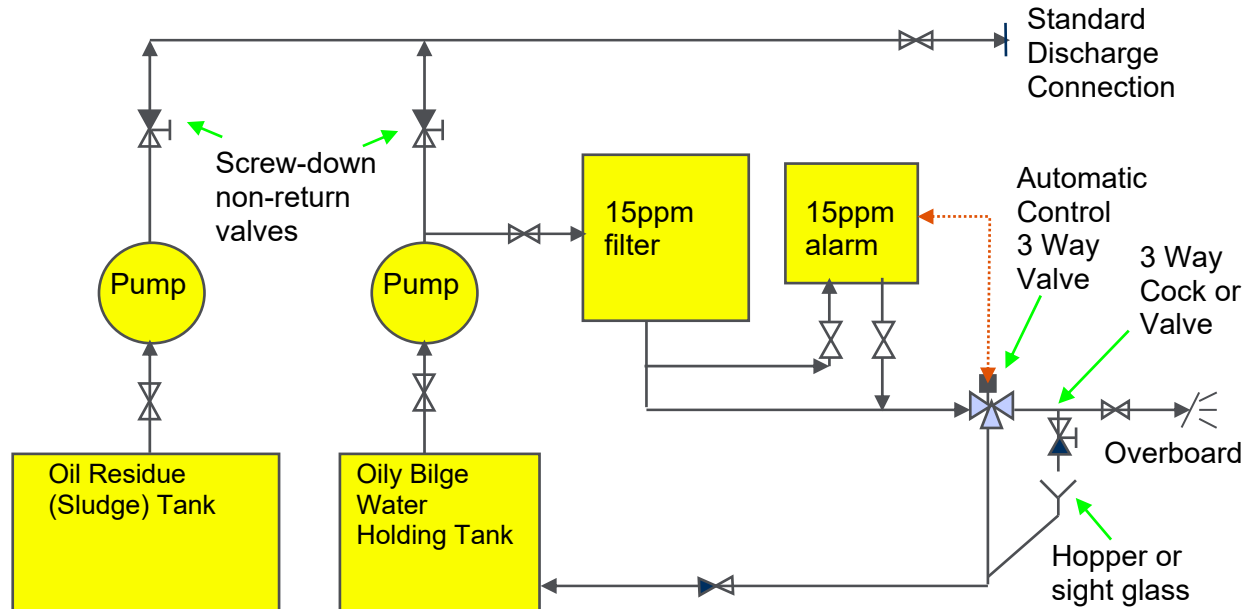 Standard
Discharge
Connection
Screw-down
non-return
valves
15ppm
filter
15ppm
alarm
Automatic
Control
3 Way
Valve
3 Way
Cock or
Valve
Pump
Pump
Oil Residue
(Sludge) Tank
Oily Bilge
Water
Holding Tank
Overboard
Hopper or
sight glass